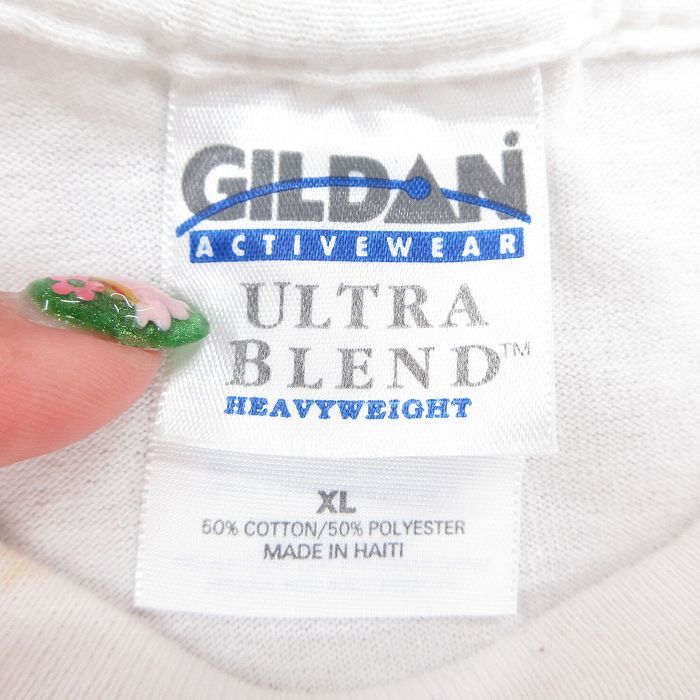 GILDAN
ACTIVEWEAR
ULTRA
BLEND™
HEAVYWEIGHT
XL
50% COTTON/50% POLYESTER
MADE IN HAITI